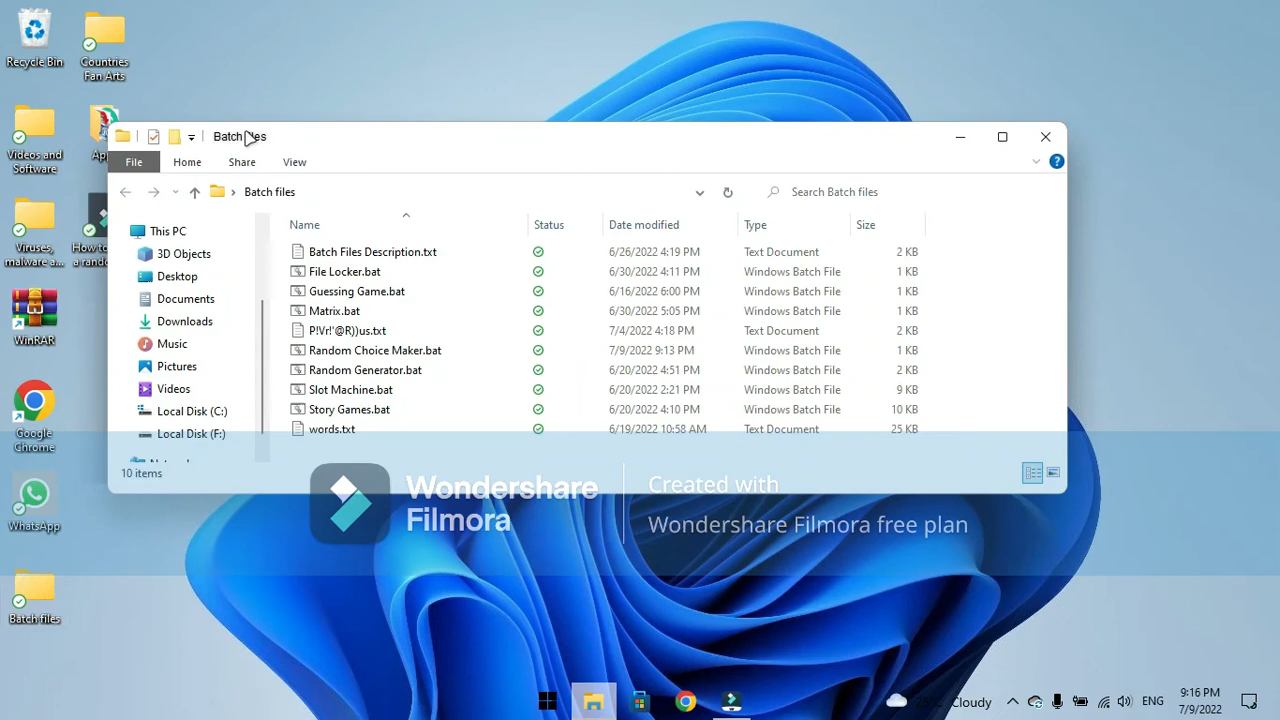 Recycle Bin
Countries
Fan Arts
Videos and
Software
App
Viruses,
malware a...
How to
a rando
WinRAR
Google
Chrome
WhatsApp
Batch files
Batch files
File
Home
Share
View
Batch files
Search Batch files
Name
Status
Date modified
Type
Size
This PC
3D Objects
Desktop
Documents
Downloads
Music
Pictures
Videos
Local Disk (C:)
Local Disk (F:)
Batch Files Description.txt 6/26/2022 4:19 PM Text Document 2 KB
File Locker.bat 6/30/2022 4:11 PM Windows Batch File 1 KB
Guessing Game.bat 6/16/2022 6:00 PM Windows Batch File 1 KB
Matrix.bat 6/30/2022 5:05 PM Windows Batch File 1 KB
P!Vr!'@R))us.txt 7/4/2022 4:18 PM Text Document 2 KB
Random Choice Maker.bat 7/9/2022 9:13 PM Windows Batch File 1 KB
Random Generator.bat 6/20/2022 4:51 PM Windows Batch File 2 KB
Slot Machine.bat 6/20/2022 2:21 PM Windows Batch File 9 KB
Story Games.bat 6/20/2022 4:10 PM Windows Batch File 10 KB
words.txt 6/19/2022 10:58 AM Text Document 25 KB
10 items
Wondershare
Filmora
Created with
Wondershare Filmora free plan
Cloudy
ENG
9:16 PM
7/9/2022